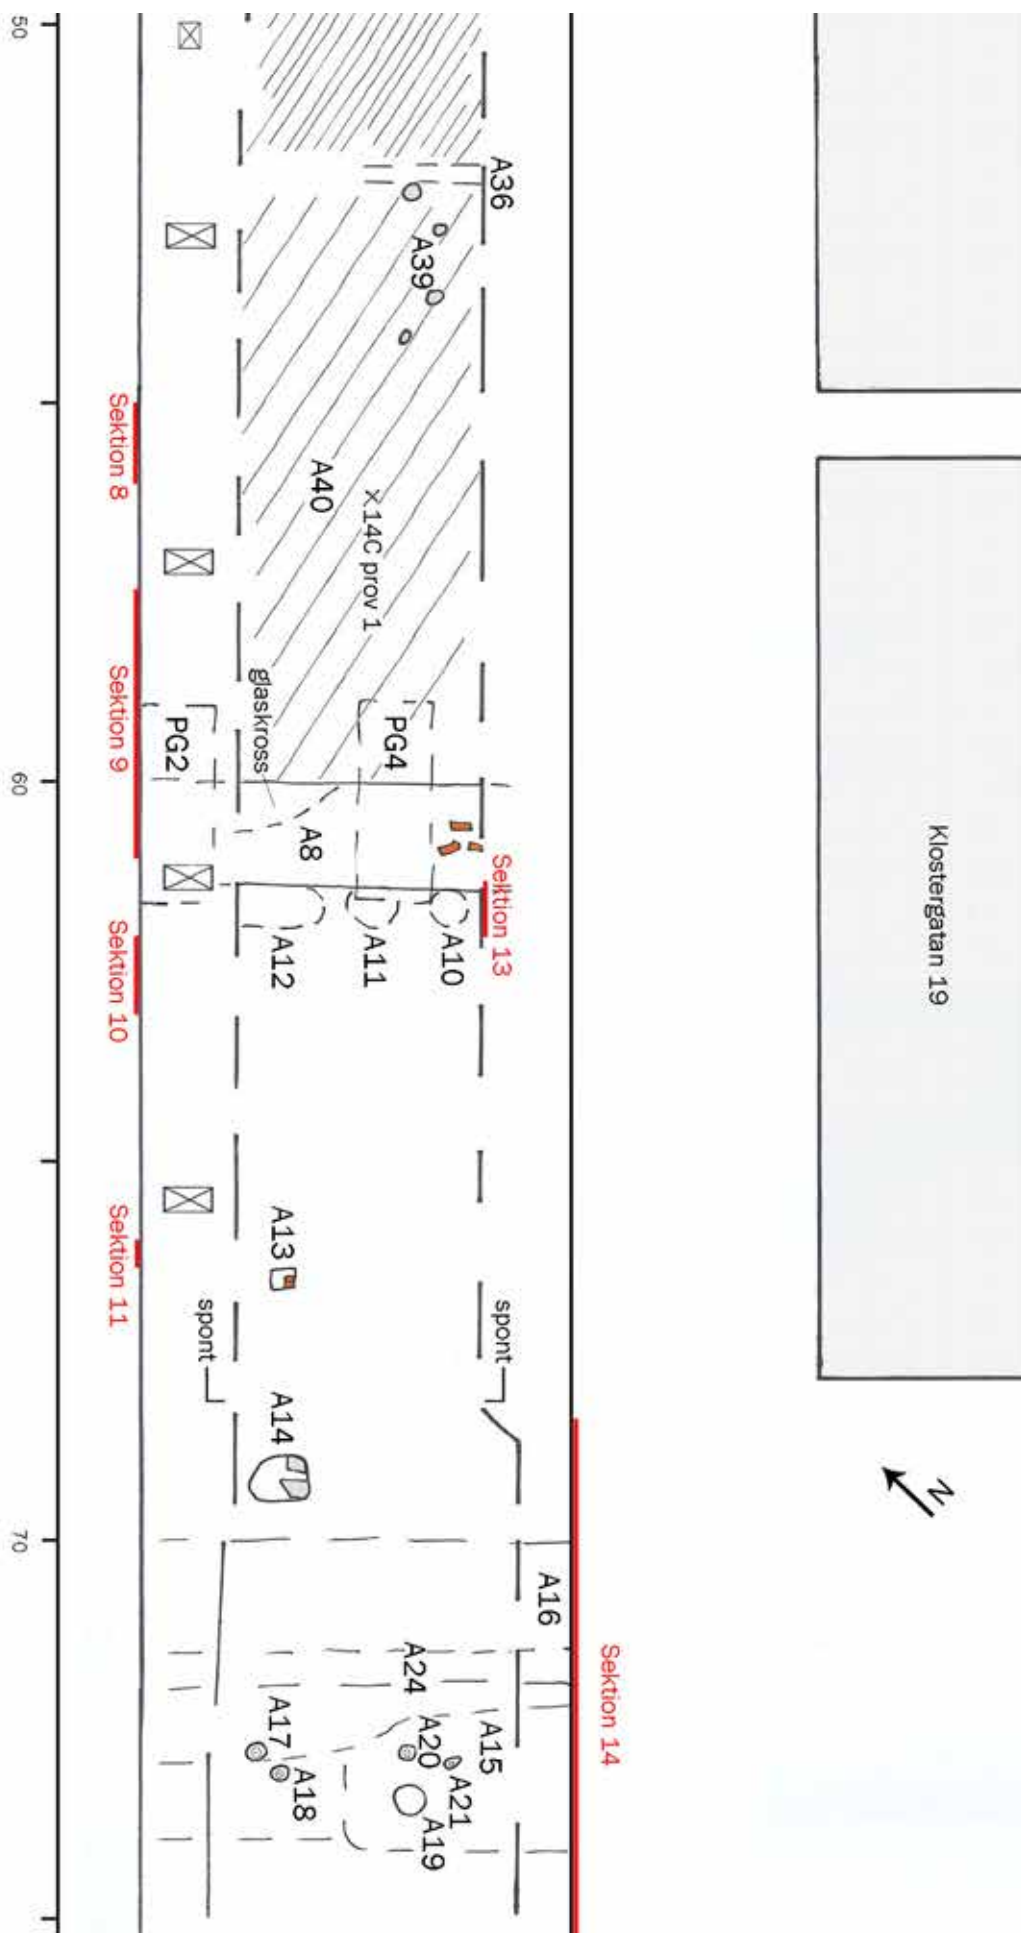 50
A36
A39
Sektion 8
A40
X 14C prov 1
glaskross
Sektion 9
PG2
PG4
60
A8
Klostergatan 19
Sektion 13
A12
A11
A10
Sektion 10
A13
Sektion 11
spont
spont
A14
N
70
A16
A24
Sektion 14
A17
A20
A15
A18
A21
A19